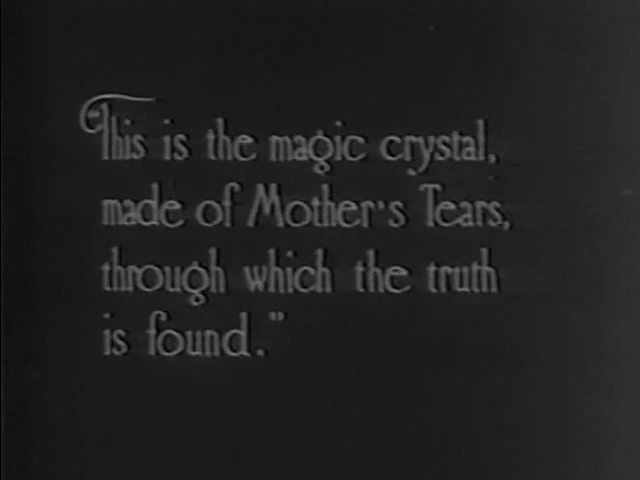 "This is the magic crystal,
made of Mother's Tears,
through which the truth
is found."